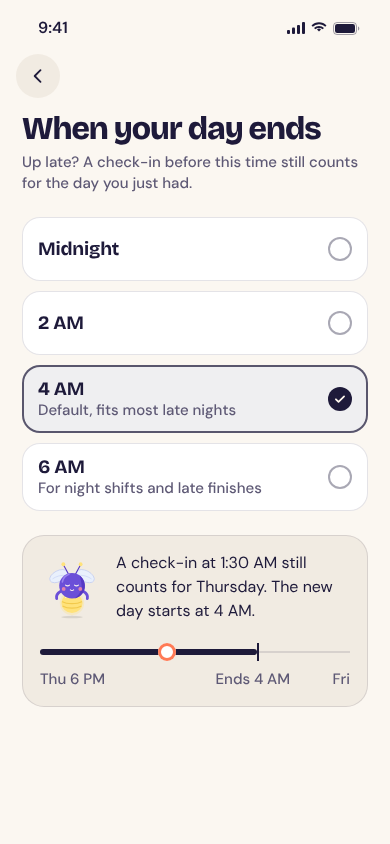 9:41
When your day ends
Up late? A check-in before this time still counts
for the day you just had.
Midnight
2 AM
4 AM
Default, fits most late nights
6 AM
For night shifts and late finishes
A check-in at 1:30 AM still
counts for Thursday. The new
day starts at 4 AM.
Thu 6 PM
Ends 4 AM
Fri